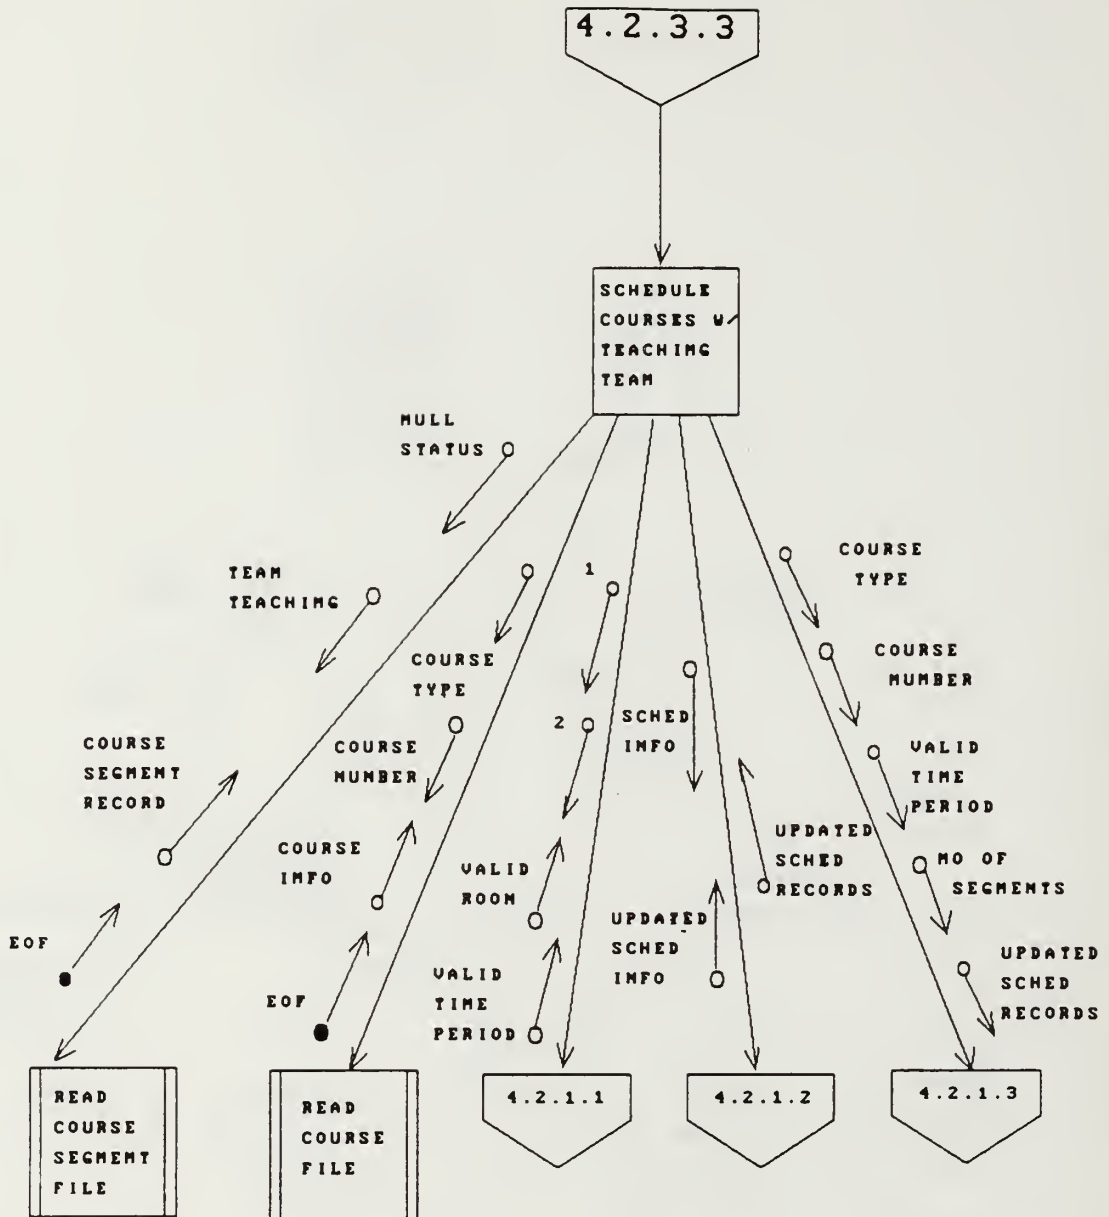 4.2.3.3
SCHEDULE
COURSES W/
TEACHING
TEAM
NULL
STATUS
TEAM
TEACHING
COURSE
SEGMENT
RECORD
EOF
COURSE
TYPE
COURSE
NUMBER
COURSE
INFO
EOF
1
2
VALID
ROOM
VALID
TIME
PERIOD
SCHED
INFO
UPDATED
SCHED
INFO
UPDATED
SCHED
RECORDS
COURSE
TYPE
COURSE
NUMBER
VALID
TIME
PERIOD
NO OF
SEGMENTS
UPDATED
SCHED
RECORDS
READ
COURSE
SEGMENT
FILE
READ
COURSE
FILE
4.2.1.1
4.2.1.2
4.2.1.3